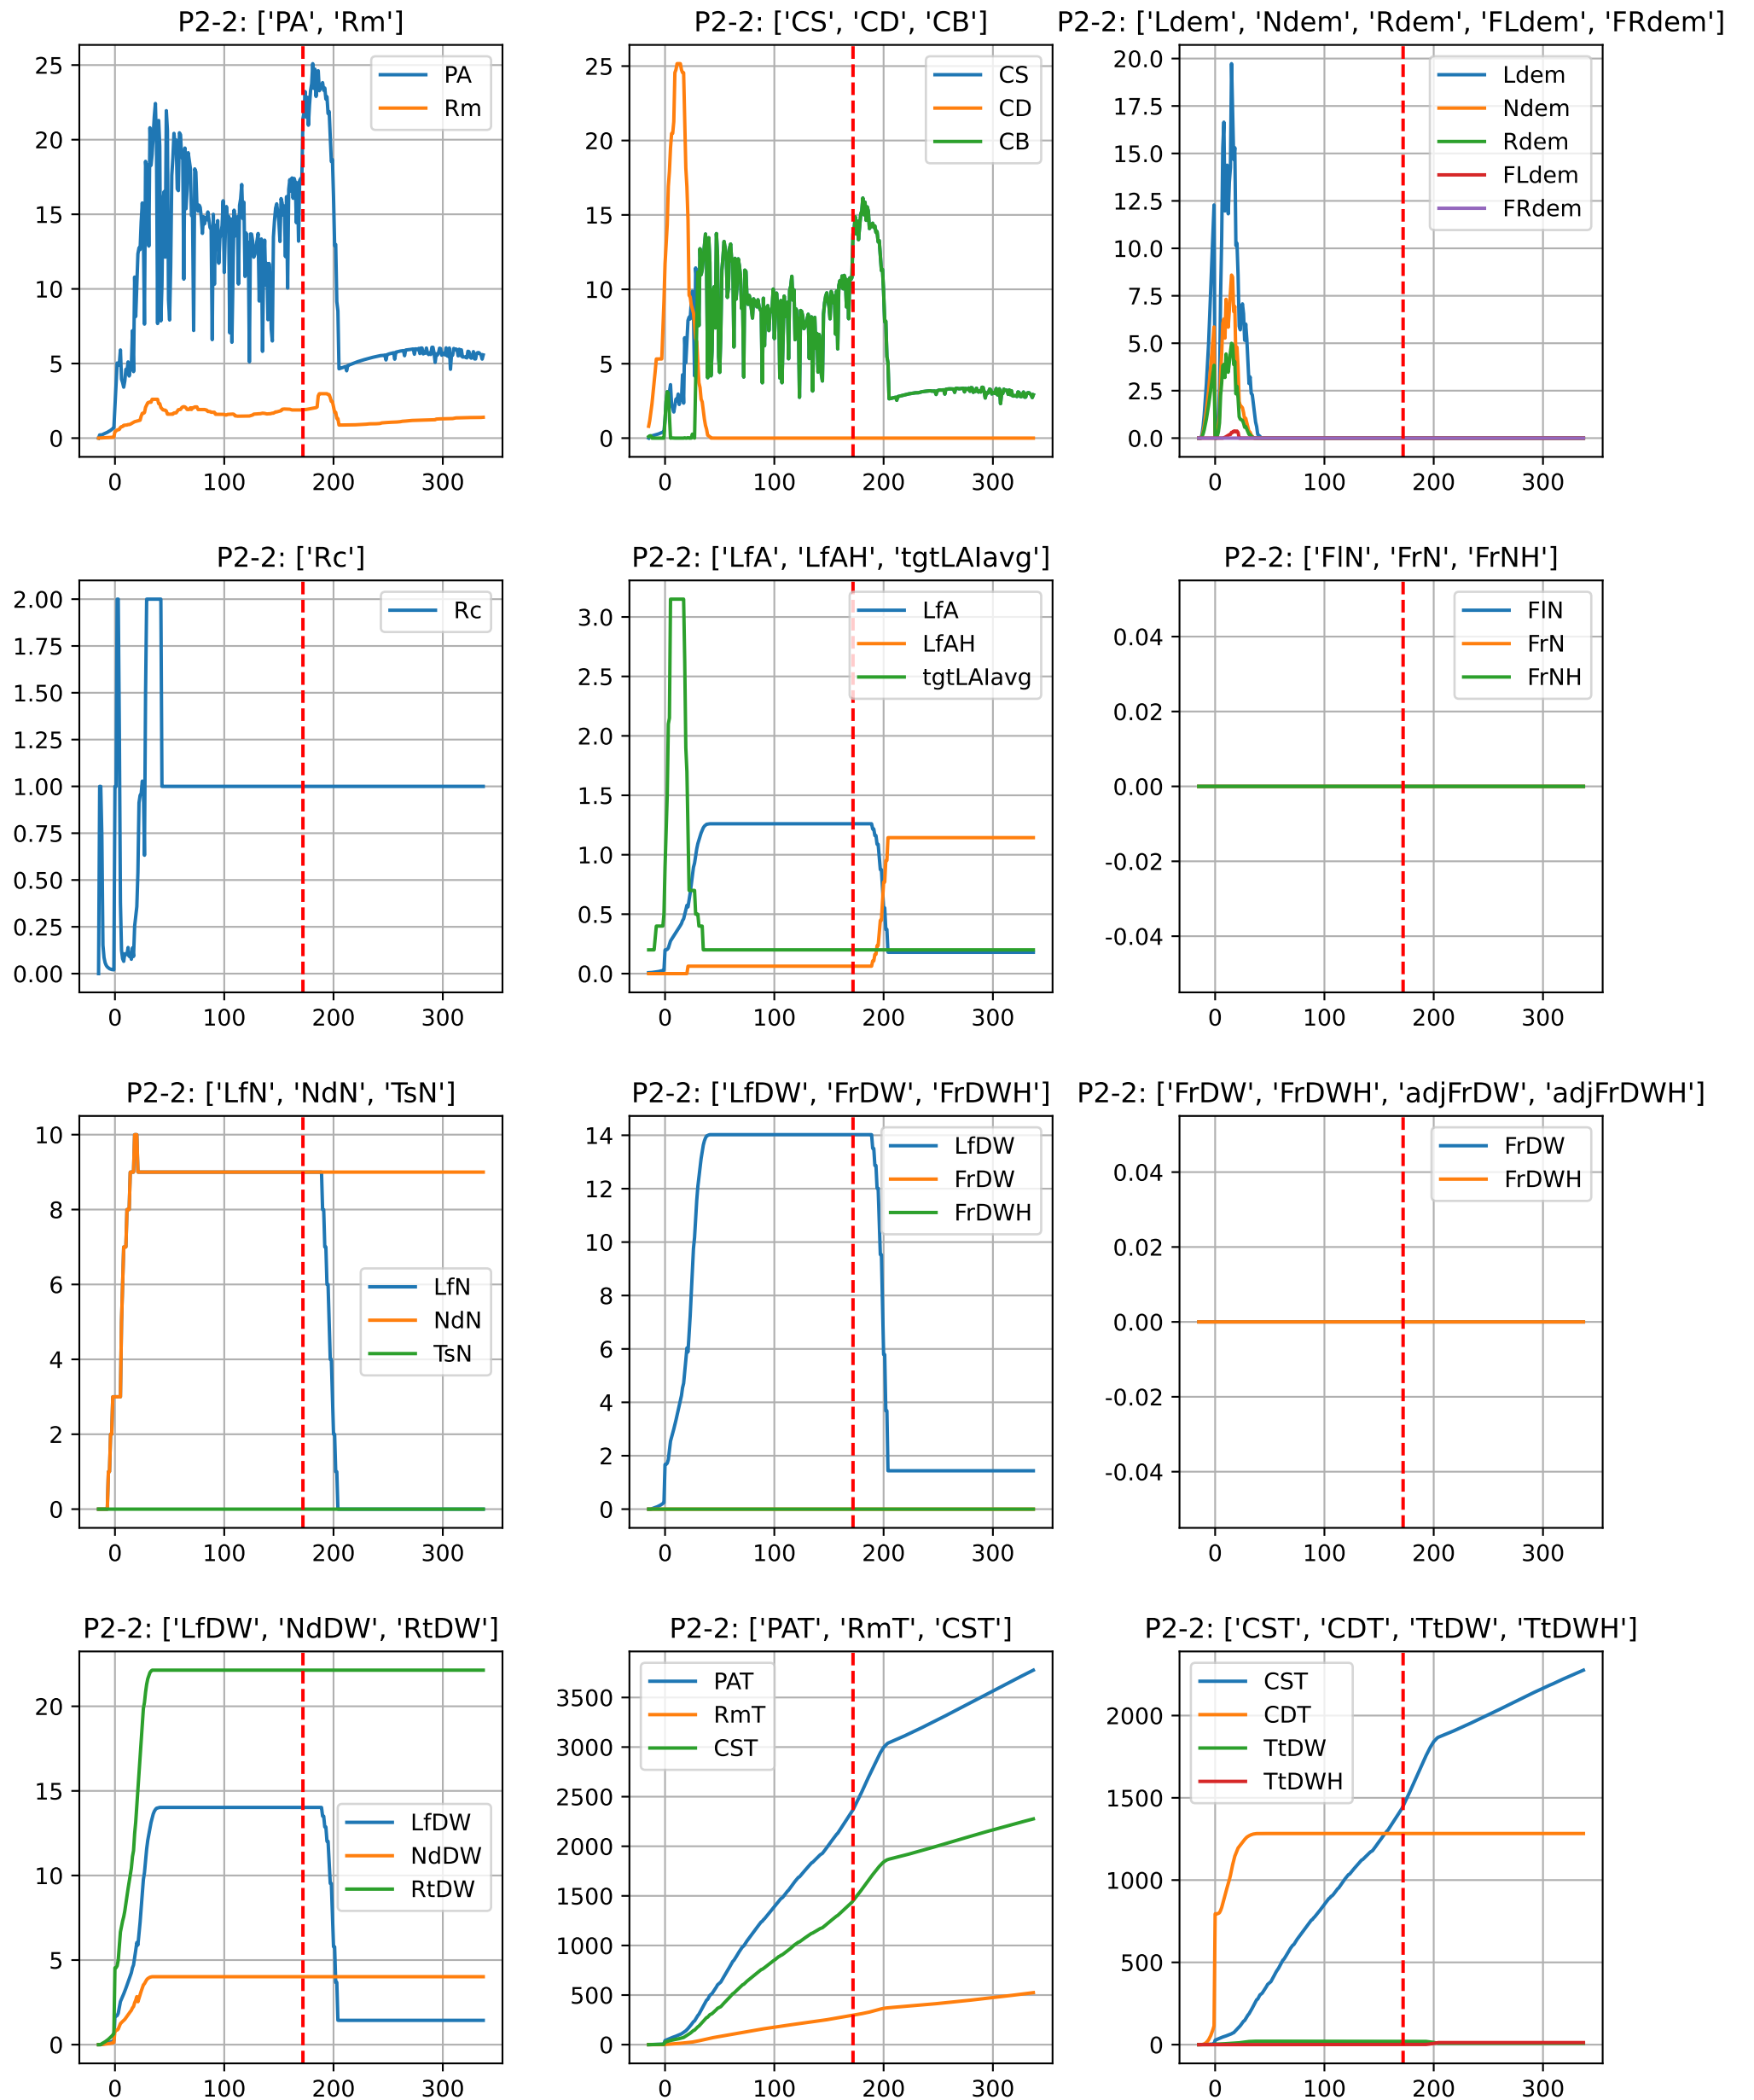 P2-2: ['PA', 'Rm']
25
20
15
10
5
0
PA
Rm
0 100 200 300
P2-2: ['CS', 'CD', 'CB']
25
20
15
10
5
0
CS
CD
CB
0 100 200 300
P2-2: ['Ldem', 'Ndem', 'Rdem', 'FLdem', 'FRdem']
20.0
17.5
15.0
12.5
10.0
7.5
5.0
2.5
0.0
Ldem
Ndem
Rdem
FLdem
FRdem
0 100 200 300
P2-2: ['Rc']
2.00
1.75
1.50
1.25
1.00
0.75
0.50
0.25
0.00
Rc
0 100 200 300
P2-2: ['LfA', 'LfAH', 'tgtLAIavg']
3.0
2.5
2.0
1.5
1.0
0.5
0.0
LfA
LfAH
tgtLAIavg
0 100 200 300
P2-2: ['FlN', 'FrN', 'FrNH']
0.04
0.02
0.00
-0.02
-0.04
FlN
FrN
FrNH
0 100 200 300
P2-2: ['LfN', 'NdN', 'TsN']
10
8
6
4
2
0
LfN
NdN
TsN
0 100 200 300
P2-2: ['LfDW', 'FrDW', 'FrDWH']
14
12
10
8
6
4
2
0
LfDW
FrDW
FrDWH
0 100 200 300
P2-2: ['FrDW', 'FrDWH', 'adjFrDW', 'adjFrDWH']
0.04
0.02
0.00
-0.02
-0.04
FrDW
FrDWH
0 100 200 300
P2-2: ['LfDW', 'NdDW', 'RtDW']
20
15
10
5
0
LfDW
NdDW
RtDW
0 100 200 300
P2-2: ['PAT', 'RmT', 'CST']
3500
3000
2500
2000
1500
1000
500
0
PAT
RmT
CST
0 100 200 300
P2-2: ['CST', 'CDT', 'TtDW', 'TtDWH']
2000
1500
1000
500
0
CST
CDT
TtDW
TtDWH
0 100 200 300